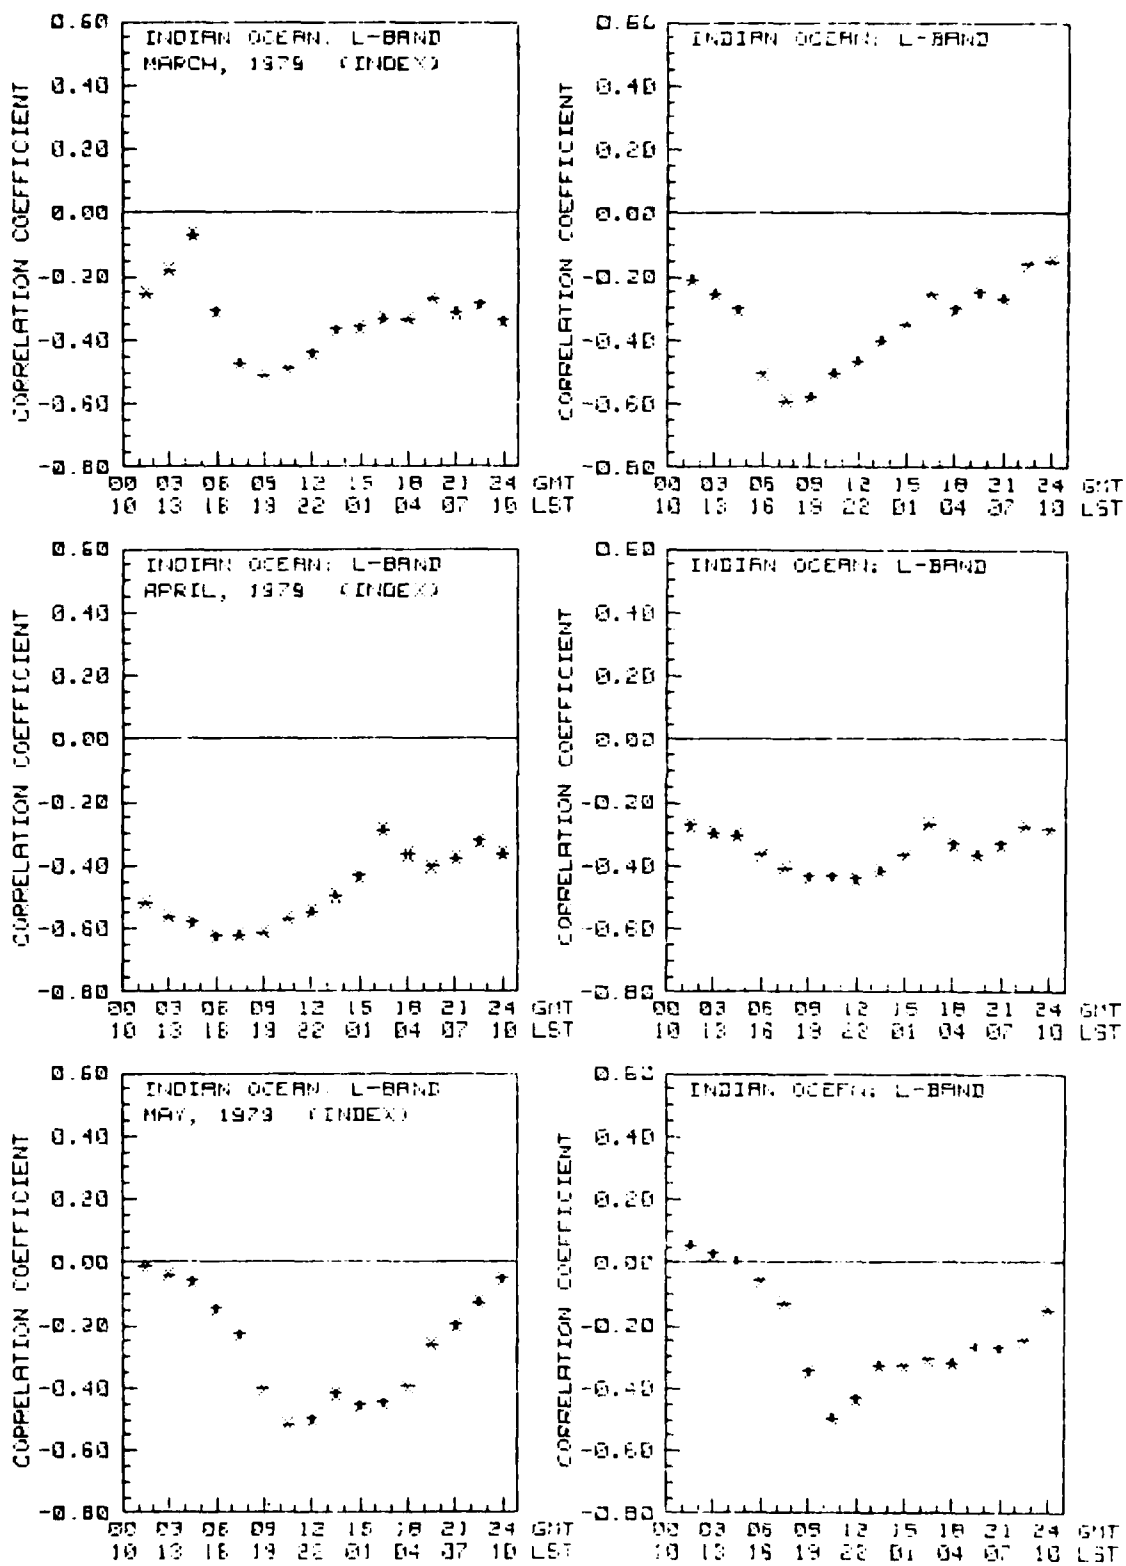 INDIAN OCEAN: L-BAND
MARCH, 1979 (INDEX)
CORRELATION COEFFICIENT
0.60
0.40
0.20
0.00
-0.20
-0.40
-0.60
-0.80
00 03 06 09 12 15 18 21 24 GMT
10 13 16 19 22 01 04 07 10 LST
INDIAN OCEAN: L-BAND
CORRELATION COEFFICIENT
0.60
0.40
0.20
0.00
-0.20
-0.40
-0.60
-0.80
00 03 06 09 12 15 18 21 24 GMT
10 13 16 19 22 01 04 07 10 LST
INDIAN OCEAN: L-BAND
APRIL, 1979 (INDEX)
CORRELATION COEFFICIENT
0.60
0.40
0.20
0.00
-0.20
-0.40
-0.60
-0.80
00 03 06 09 12 15 18 21 24 GMT
10 13 16 19 22 01 04 07 10 LST
INDIAN OCEAN: L-BAND
CORRELATION COEFFICIENT
0.60
0.40
0.20
0.00
-0.20
-0.40
-0.60
-0.80
00 03 06 09 12 15 18 21 24 GMT
10 13 16 19 22 01 04 07 10 LST
INDIAN OCEAN: L-BAND
MAY, 1979 (INDEX)
CORRELATION COEFFICIENT
0.60
0.40
0.20
0.00
-0.20
-0.40
-0.60
-0.80
00 03 06 09 12 15 18 21 24 GMT
10 13 16 19 22 01 04 07 10 LST
INDIAN OCEAN: L-BAND
CORRELATION COEFFICIENT
0.60
0.40
0.20
0.00
-0.20
-0.40
-0.60
-0.80
00 03 06 09 12 15 18 21 24 GMT
10 13 16 19 22 01 04 07 10 LST